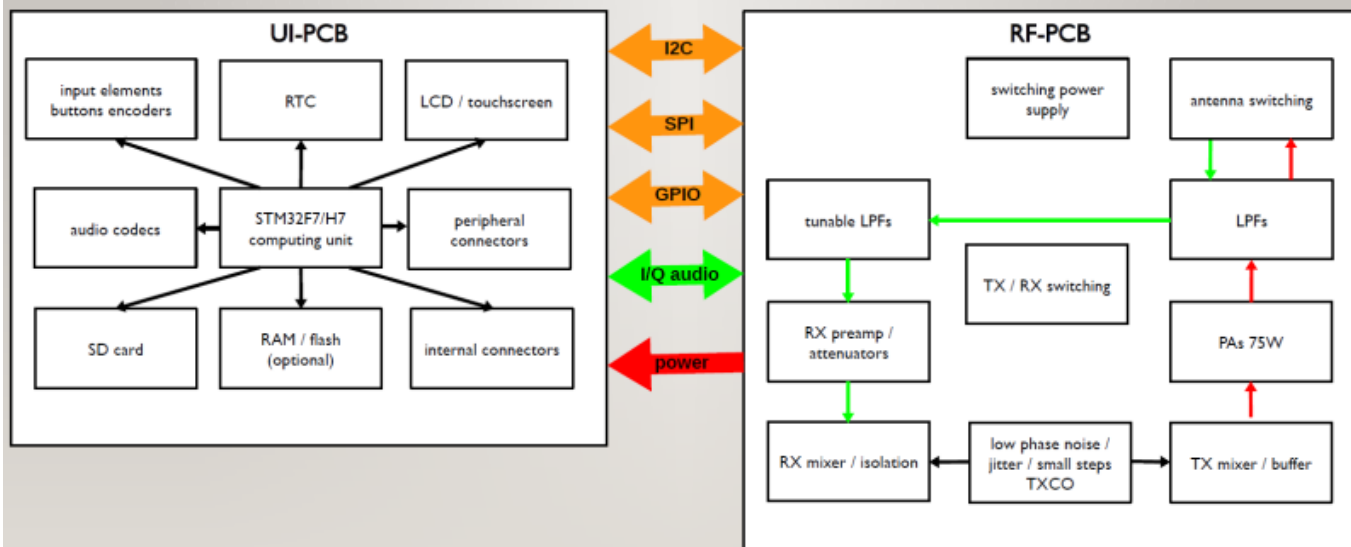 UI-PCB
input elements
buttons encoders
RTC
LCD / touchscreen
audio codecs
STM32F7/H7
computing unit
peripheral
connectors
SD card
RAM / flash
(optional)
internal connectors
I2C
SPI
GPIO
I/Q audio
power
RF-PCB
switching power
supply
antenna switching
tunable LPFs
LPFs
TX / RX switching
RX preamp /
attenuators
PAs 75W
RX mixer / isolation
low phase noise /
jitter / small steps
TXCO
TX mixer / buffer